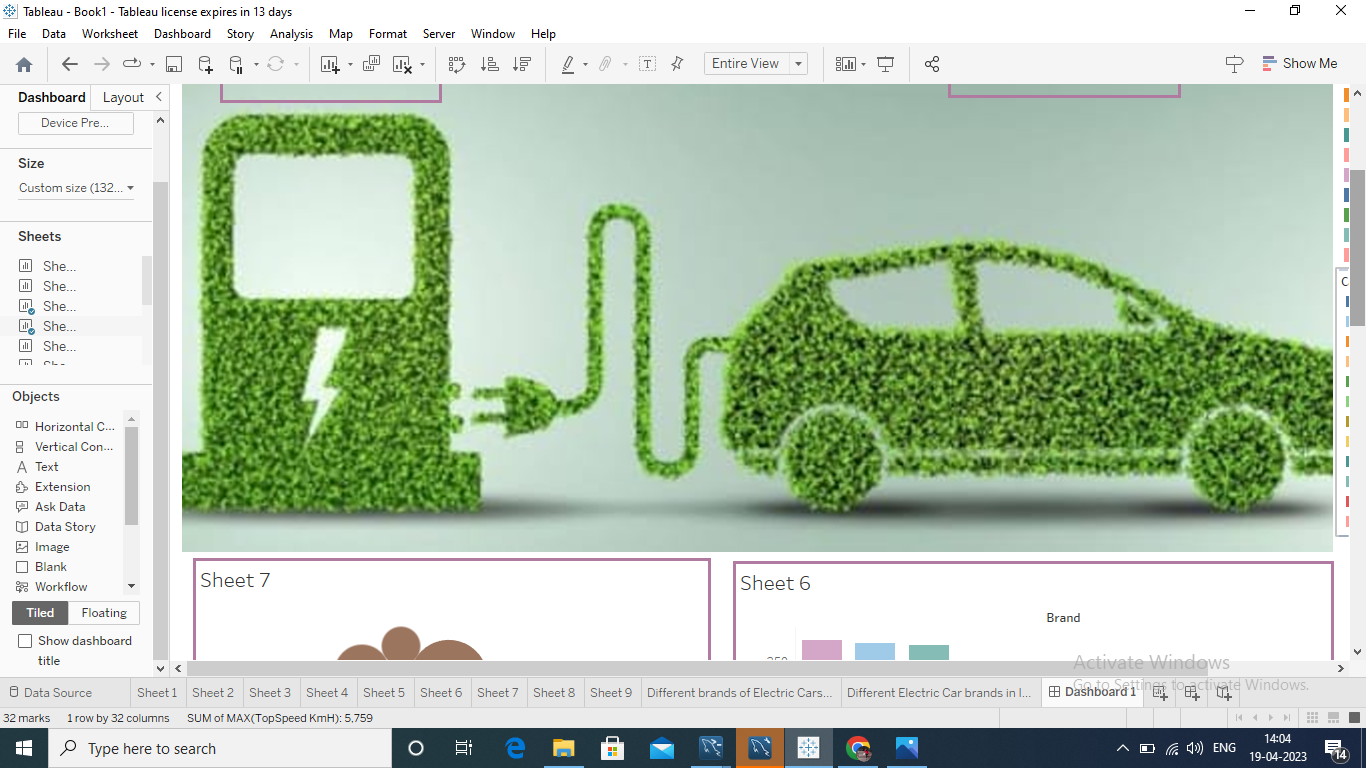 Tableau - Book1 - Tableau license expires in 13 days
File Data Worksheet Dashboard Story Analysis Map Format Server Window Help
Entire View
Show Me
Dashboard Layout
Device Pre...
Size
Custom size (132...
Sheets
She...
She...
She...
She...
She...
Objects
Horizontal C...
Vertical Con...
Text
Extension
Ask Data
Data Story
Image
Blank
Workflow
Tiled Floating
Show dashboard
title
Sheet 7
Sheet 6
Brand
Activate Windows
Go to Settings to activate Windows.
Data Source Sheet 1 Sheet 2 Sheet 3 Sheet 4 Sheet 5 Sheet 6 Sheet 7 Sheet 8 Sheet 9 Different brands of Electric Cars... Different Electric Car brands in I... Dashboard 1
32 marks 1 row by 32 columns SUM of MAX(TopSpeed KmH): 5,759
Type here to search
ENG
14:04
19-04-2023
14